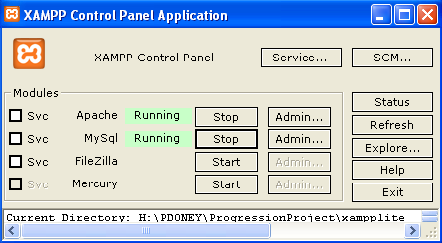 XAMPP Control Panel Application
XAMPP Control Panel Service... SCM...
Modules
Svc Apache Running Stop Admin...
Svc MySql Running Stop Admin...
Svc FileZilla Start Admin...
Svc Mercury Start Admin...
Status
Refresh
Explore...
Help
Exit
Current Directory: H:\PDONEY\ProgressionProject\xampplite